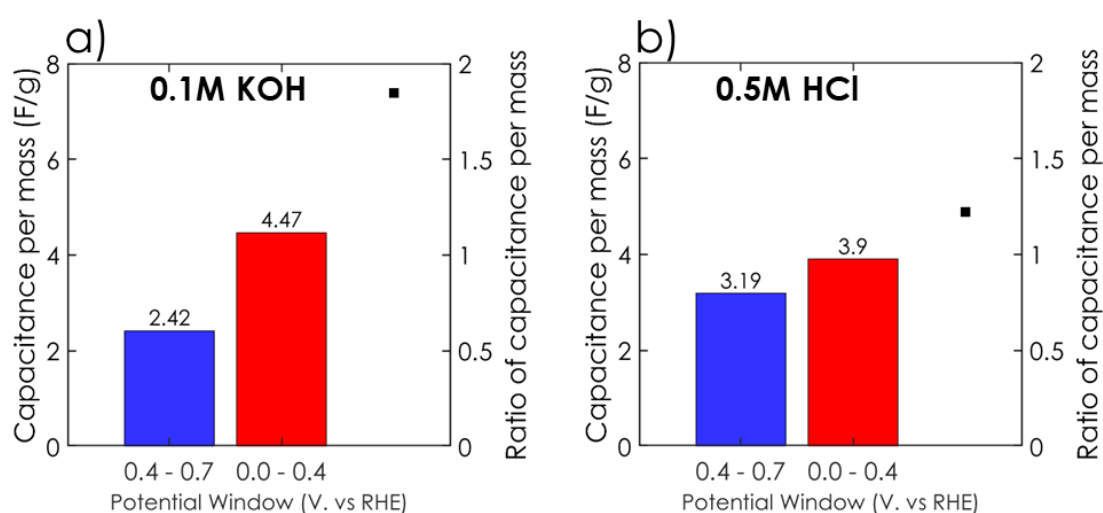 a)
0.1M KOH
Capacitance per mass (F/g)
8
6
4
2
0
2.42
4.47
2
1.5
1
0.5
0
Ratio of capacitance per mass
0.4 - 0.7 0.0 - 0.4
Potential Window (V. vs RHE)
b)
0.5M HCl
Capacitance per mass (F/g)
8
6
4
2
0
3.19
3.9
2
1.5
1
0.5
0
Ratio of capacitance per mass
0.4 - 0.7 0.0 - 0.4
Potential Window (V. vs RHE)